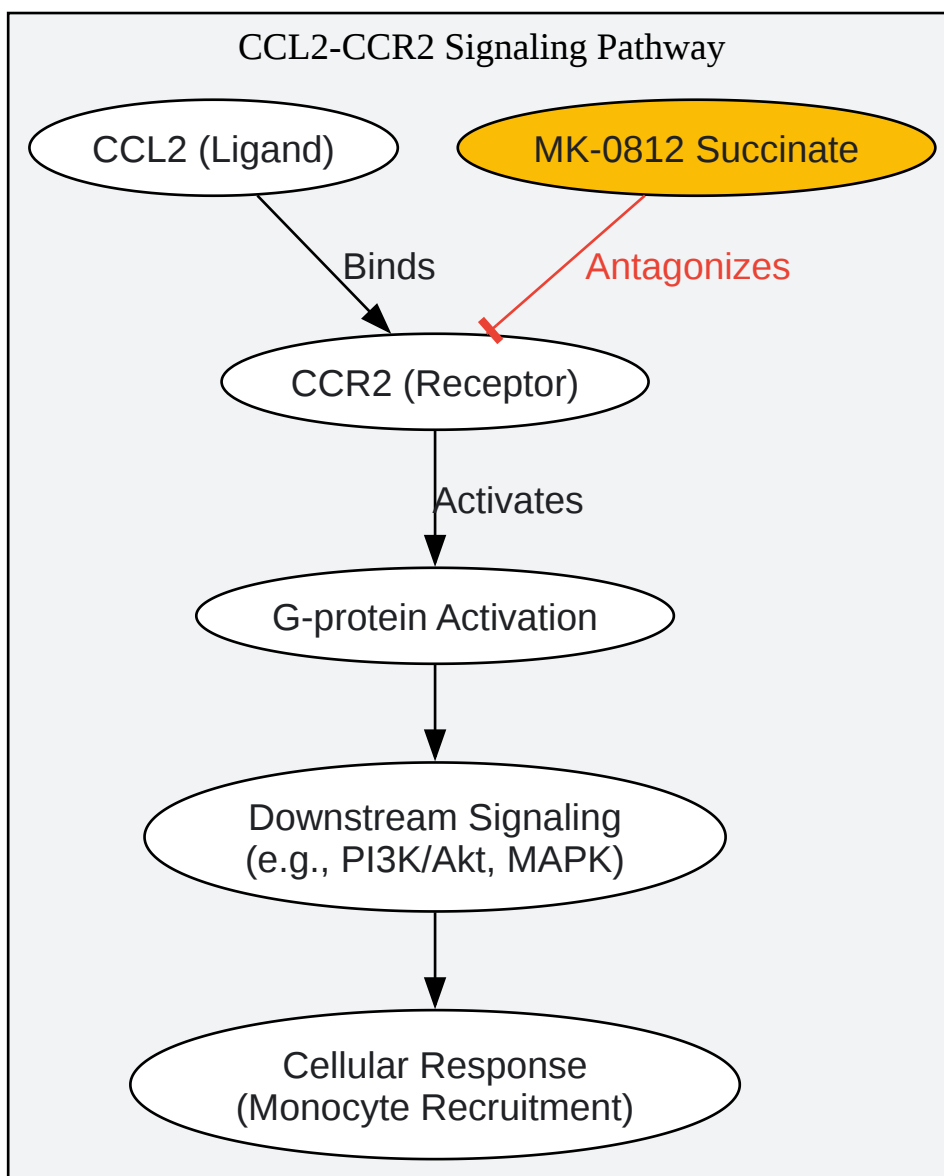 CCL2-CCR2 Signaling Pathway
CCL2 (Ligand)
MK-0812 Succinate
Binds
Antagonizes
CCR2 (Receptor)
Activates
G-protein Activation
Downstream Signaling
(e.g., PI3K/Akt, MAPK)
Cellular Response
(Monocyte Recruitment)